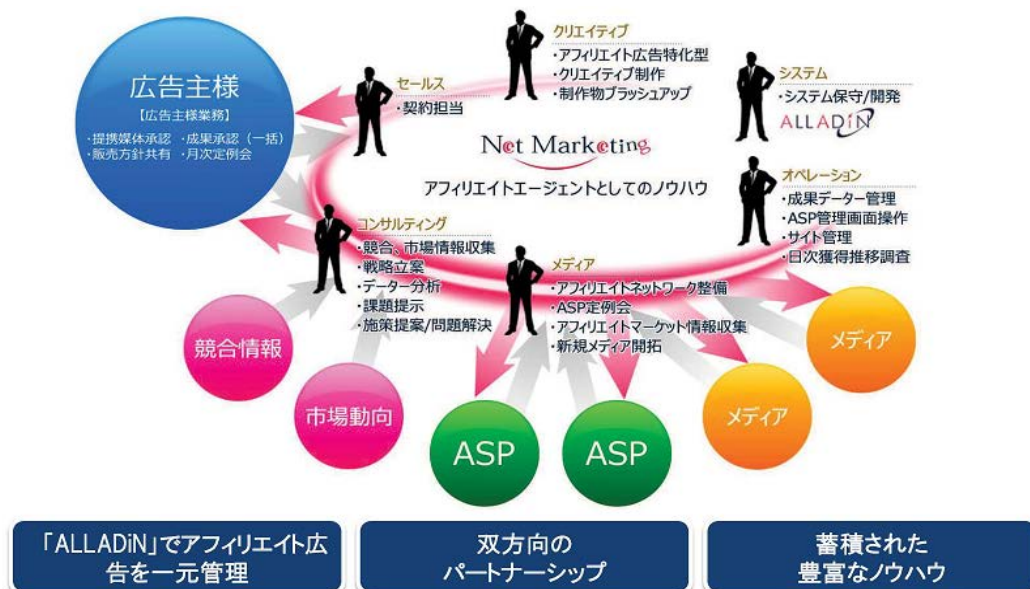 広告主様
【広告主様業務】
・提携媒体承認 ・成果承認（一括）
・販売方針共有 ・月次定例会
セールス
・契約担当
クリエイティブ
・アフィリエイト広告特化型
・クリエイティブ制作
・制作物ブラッシュアップ
システム
・システム保守/開発
ALLADiN
Net Marketing
アフィリエイトエージェントとしてのノウハウ
オペレーション
・成果データー管理
・ASP管理画面操作
・サイト管理
・日次獲得推移調査
コンサルティング
・競合、市場情報収集
・戦略立案
・データー分析
・課題提示
・施策提案/問題解決
メディア
・アフィリエイトネットワーク整備
・ASP定例会
・アフィリエイトマーケット情報収集
・新規メディア開拓
競合情報
市場動向
ASP
ASP
メディア
メディア
「ALLADiN」でアフィリエイト広
告を一元管理
双方向の
パートナーシップ
蓄積された
豊富なノウハウ